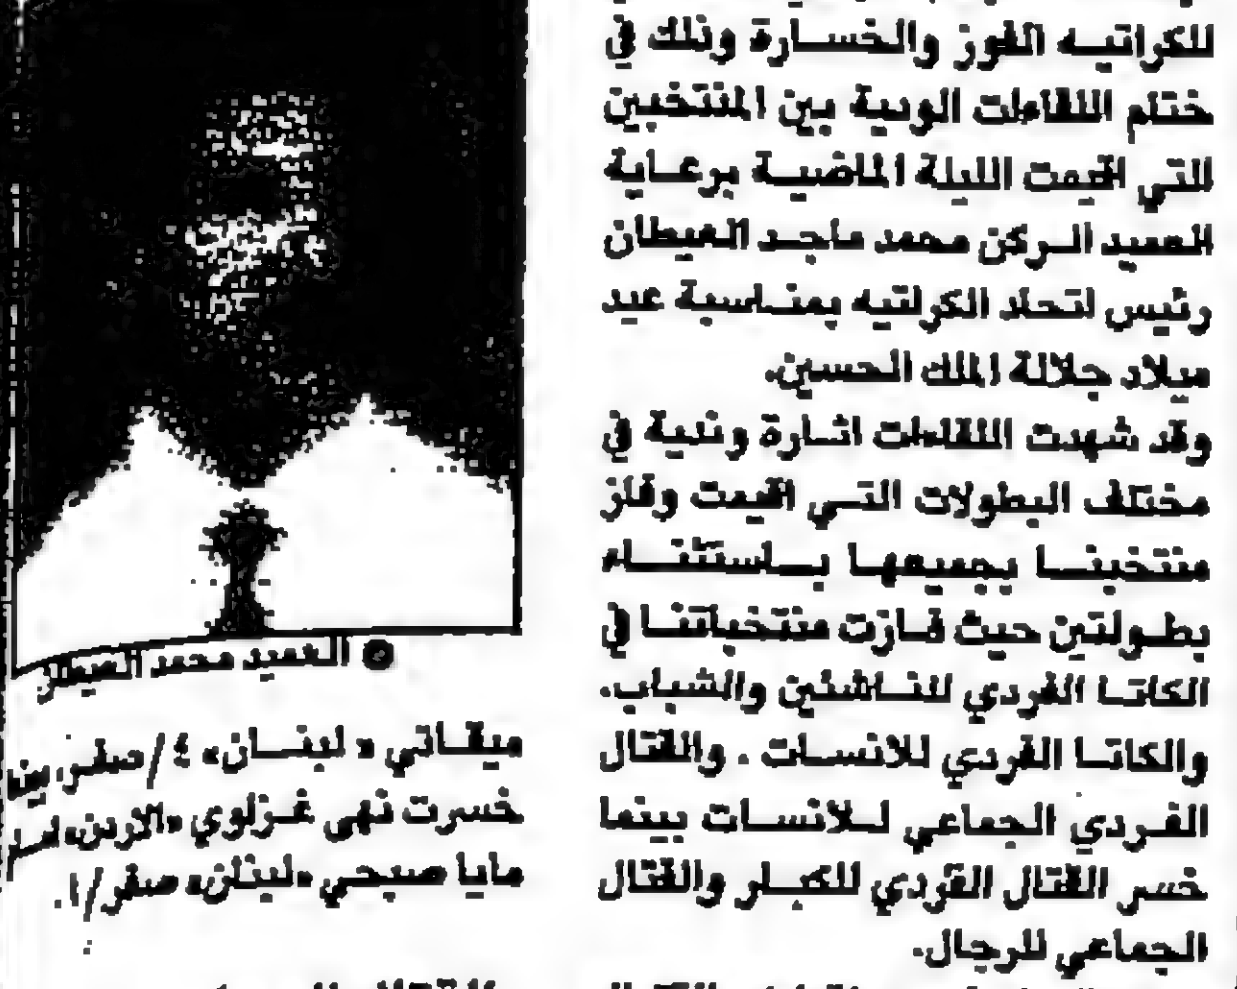 للكراتيه الفوز والخسارة وذلك في
ختام اللقاءات الودية بين المنتخبين
التي اقيمت الليلة الماضية برعاية
العميد الركن محمد ماجد العيطان
رئيس اتحاد الكراتيه بمناسبة عيد
ميلاد جلالة الملك الحسين.
وقد شهدت اللقاءات اثارة وندية في
مختلف البطولات التي اقيمت وفاز
منتخبنا بجميعها باستثناء
بطولتين حيث فازت منتخباتنا في
الكاتا الفردي للناشئين والشباب،
والكاتا الفردي للانسات . والقتال
الفردي الجماعي للانسات بينما
خسر القتال الفردي للكبار والقتال
الجماعي للرجال.
العميد محمد العيطان
ميقاتي «لبنان» ٤/صفر،
خسرت نهى غزاوي «الاردن»
مايا صبحي «لبنان» صفر/١.